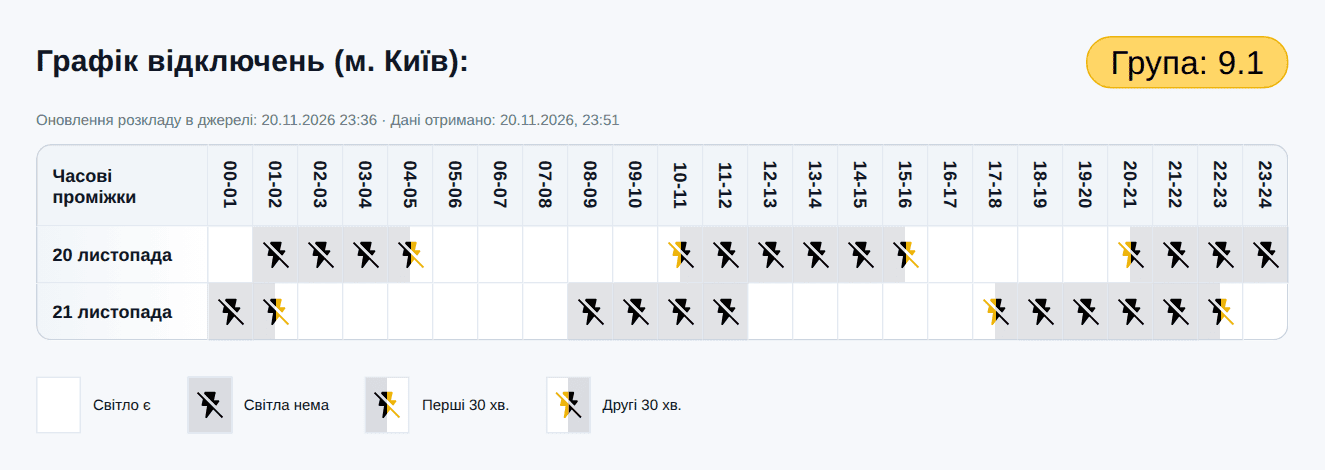 Графік відключень (м. Київ):
Група: 9.1
Оновлення розкладу в джерелі: 20.11.2026 23:36 · Дані отримано: 20.11.2026, 23:51
Часові
проміжки
00-01 01-02 02-03 03-04 04-05 05-06 06-07 07-08 08-09 09-10 10-11 11-12 12-13 13-14 14-15 15-16 16-17 17-18 18-19 19-20 20-21 21-22 22-23 23-24
20 листопада
21 листопада
Світло є
Світла нема
Перші 30 хв.
Другі 30 хв.